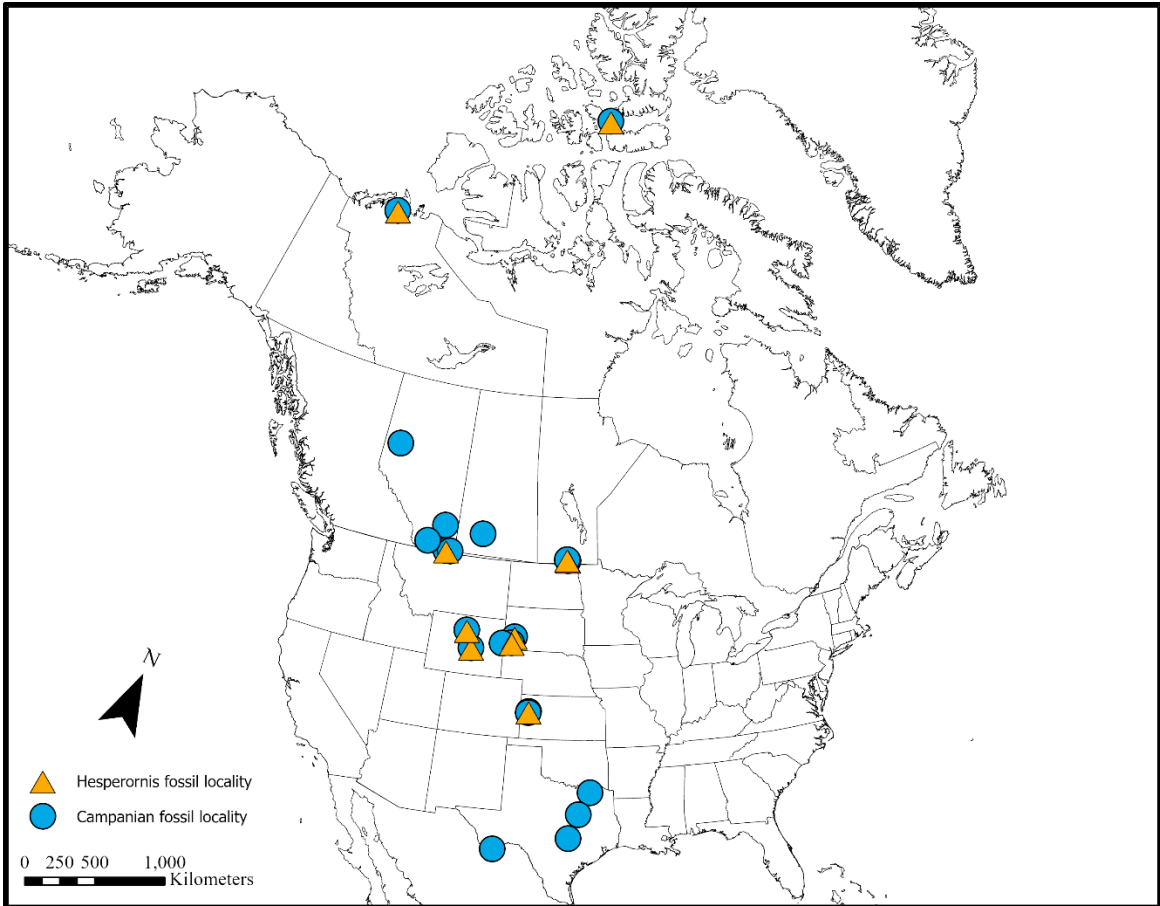 N
Hesperornis fossil locality
Campanian fossil locality
0 250 500 1,000
Kilometers